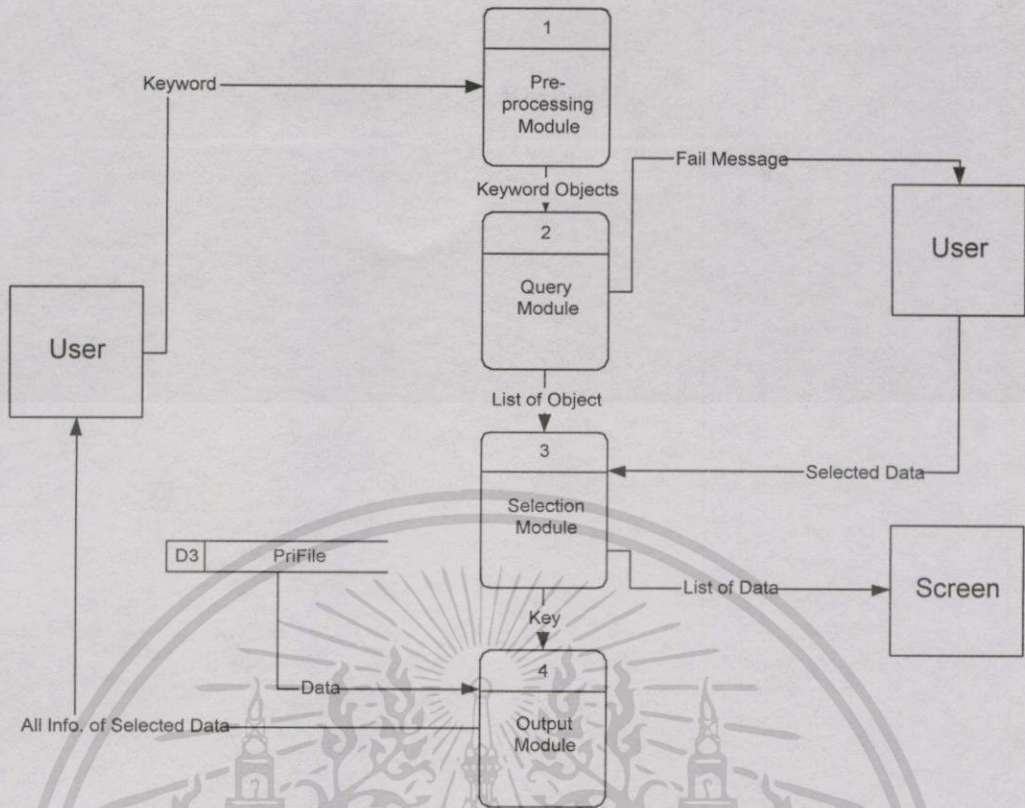 1
Pre-
processing
Module
Keyword
Fail Message
Keyword Objects
2
Query
Module
User
User
List of Object
3
Selection
Module
Selected Data
D3
PriFile
List of Data
Screen
Key
4
Output
Module
Data
All Info. of Selected Data